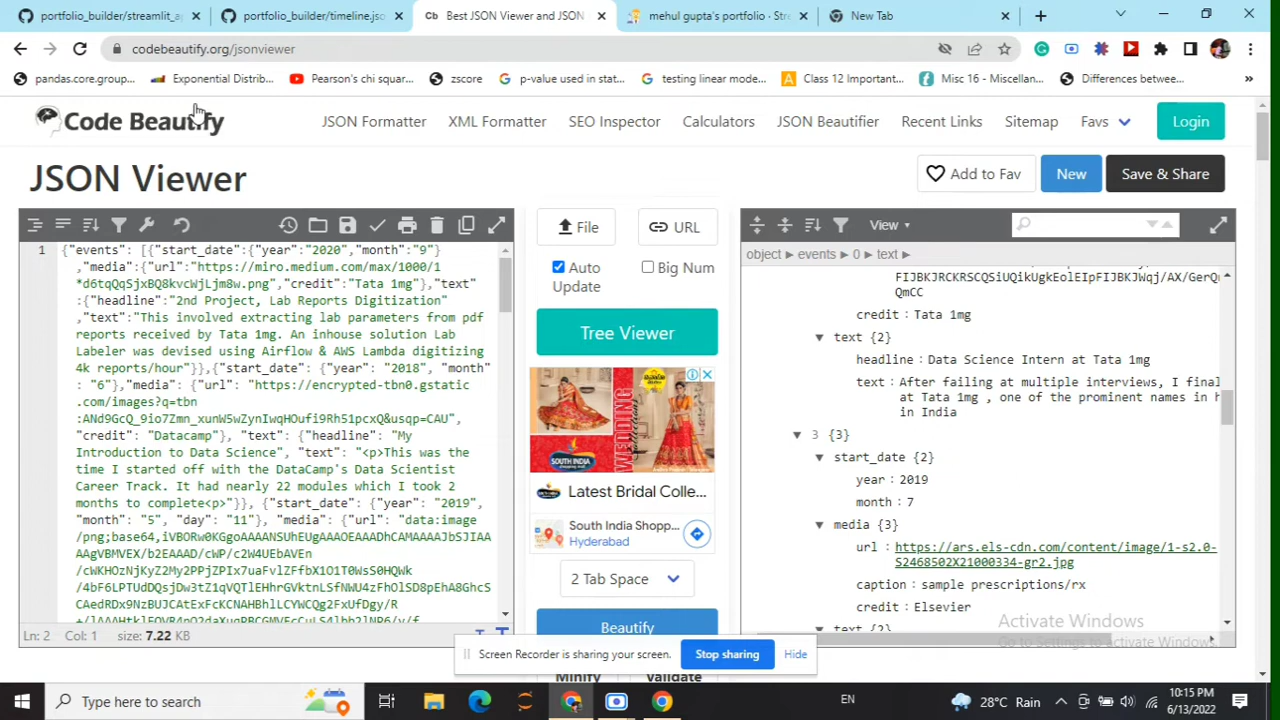 portfolio_builder/streamlit_a
portfolio_builder/timeline.jso
Best JSON Viewer and JSON
mehul gupta's portfolio · Stre
New Tab
codebeautify.org/jsonviewer
pandas.core.group...
Exponential Distrib...
Pearson's chi squar...
zscore
p-value used in stat...
testing linear mode...
Class 12 Important...
Misc 16 - Miscellan...
Differences betwee...
Code Beautify
JSON Formatter
XML Formatter
SEO Inspector
Calculators
JSON Beautifier
Recent Links
Sitemap
Favs
Login
JSON Viewer
Add to Fav
New
Save & Share
1 {"events": [{"start_date":{"year":"2020","month":"9"}
,"media":{"url":"https://miro.medium.com/max/1000/1
*d6tqQqSjxBQ8kvcWjLjm8w.png","credit":"Tata 1mg"},"text"
:{"headline":"2nd Project, Lab Reports Digitization"
,"text":"This involved extracting lab parameters from pdf
reports received by Tata 1mg. An inhouse solution Lab
Labeler was devised using Airflow & AWS Lambda digitizing
4k reports/hour"}},{"start_date": {"year": "2018", "month"
: "6"},"media": {"url": "https://encrypted-tbn0.gstatic
.com/images?q=tbn
:ANd9GcQ_9io7Zmn_xunW5wZynIwqHOufi9Rh51pcxQ&usqp=CAU",
"credit": "Datacamp"}, "text": {"headline": "My
Introduction to Data Science", "text": "<p>This was the
time I started off with the DataCamp's Data Scientist
Career Track. It had nearly 22 modules which I took 2
months to complete<p>"}}, {"start_date": {"year": "2019",
"month": "5", "day": "11"}, "media": {"url": "data:image
Ln: 2 Col: 1 size: 7.22 KB
File
URL
Auto Update
Big Num
Tree Viewer
WEDDING
SOUTH INDIA
Latest Bridal Colle...
South India Shopp...
Hyderabad
2 Tab Space
Beautify
Minify
Validate
View
object ▶ events ▶ 0 ▶ text ▶
QmCC
credit : Tata 1mg
text {2}
headline : Data Science Intern at Tata 1mg
text : After failing at multiple interviews, I final
at Tata 1mg , one of the prominent names in h
in India
3 {3}
start_date {2}
year : 2019
month : 7
media {3}
url : https://ars.els-cdn.com/content/image/1-s2.0-
S2468502X21000334-gr2.jpg
caption : sample prescriptions/rx
credit : Elsevier
text {2}
Activate Windows
Go to Settings to activate Windows.
Screen Recorder is sharing your screen.
Stop sharing
Hide
Type here to search
EN
28°C Rain
10:15 PM
6/13/2022